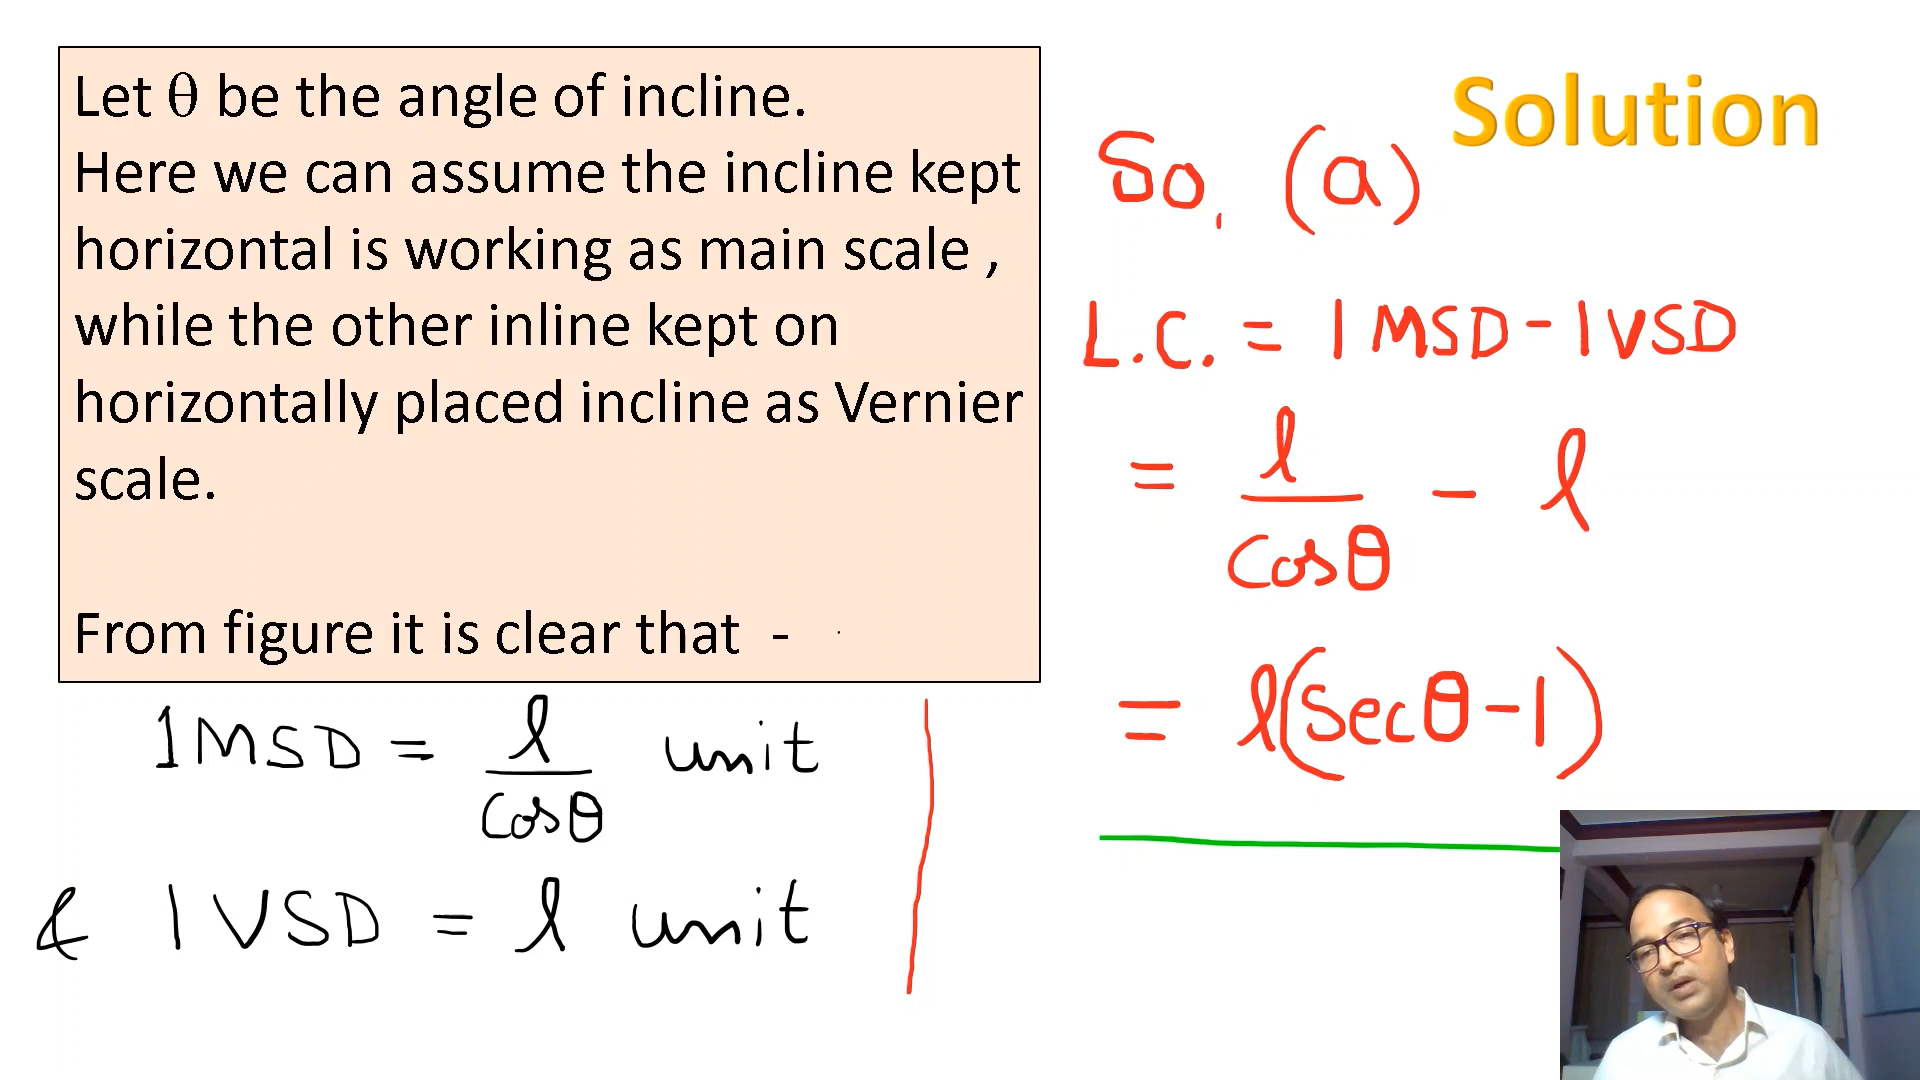 Let θ be the angle of incline.
Here we can assume the incline kept
horizontal is working as main scale ,
while the other inline kept on
horizontally placed incline as Vernier
scale.
From figure it is clear that -
1 MSD = l/cosθ unit
& 1 VSD = l unit
Solution
So, (a)
L.C. = 1 MSD - 1 VSD
= l/cosθ - l
= l(secθ - 1)